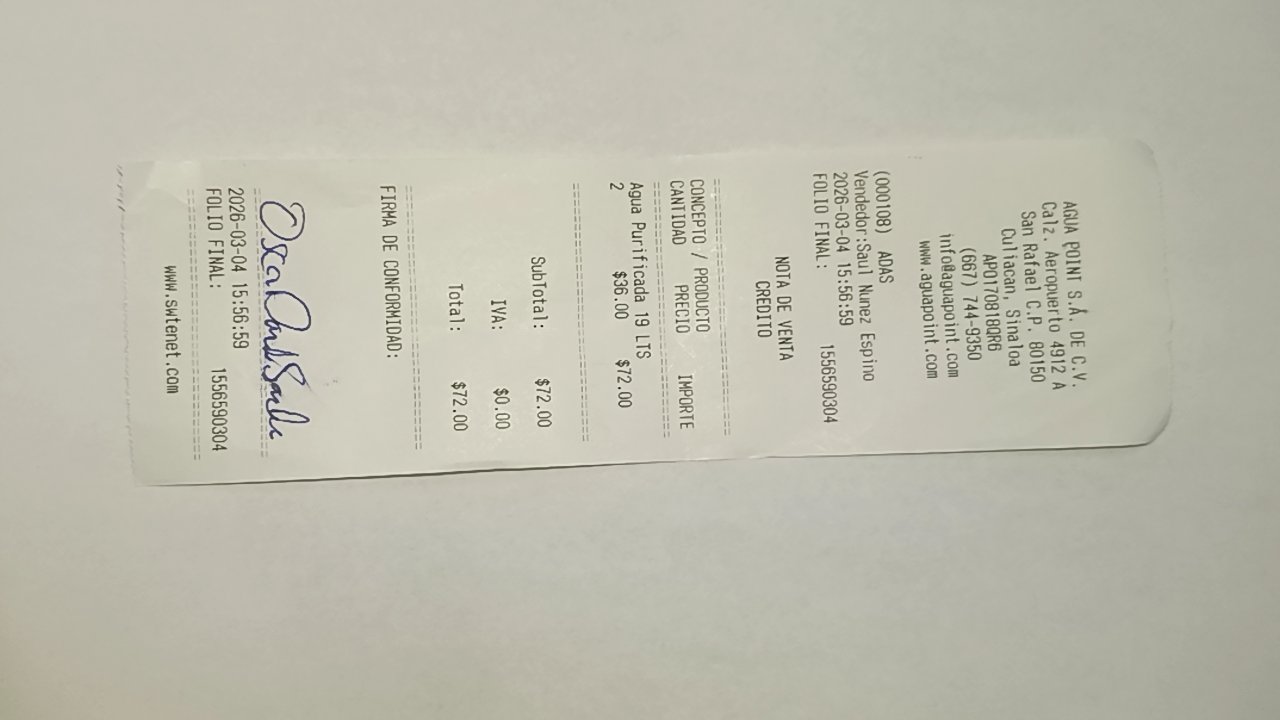 AGUA POINT S.A. DE C.V.
Calz. Aeropuerto 4912 A
San Rafael C.P. 80150
Culiacan, Sinaloa
APO170818QR6
(667) 744-9350
info@aguapoint.com
www.aguapoint.com
(000108) ADAS
Vendedor:Saul Nunez Espino
2026-03-04 15:56:59
FOLIO FINAL: 1556590304
NOTA DE VENTA
CREDITO
CONCEPTO / PRODUCTO
CANTIDAD PRECIO IMPORTE
Agua Purificada 19 LTS
2 $36.00 $72.00
SubTotal: $72.00
IVA: $0.00
Total: $72.00
FIRMA DE CONFORMIDAD:
Oscar
2026-03-04 15:56:59
FOLIO FINAL: 1556590304
www.swtenet.com